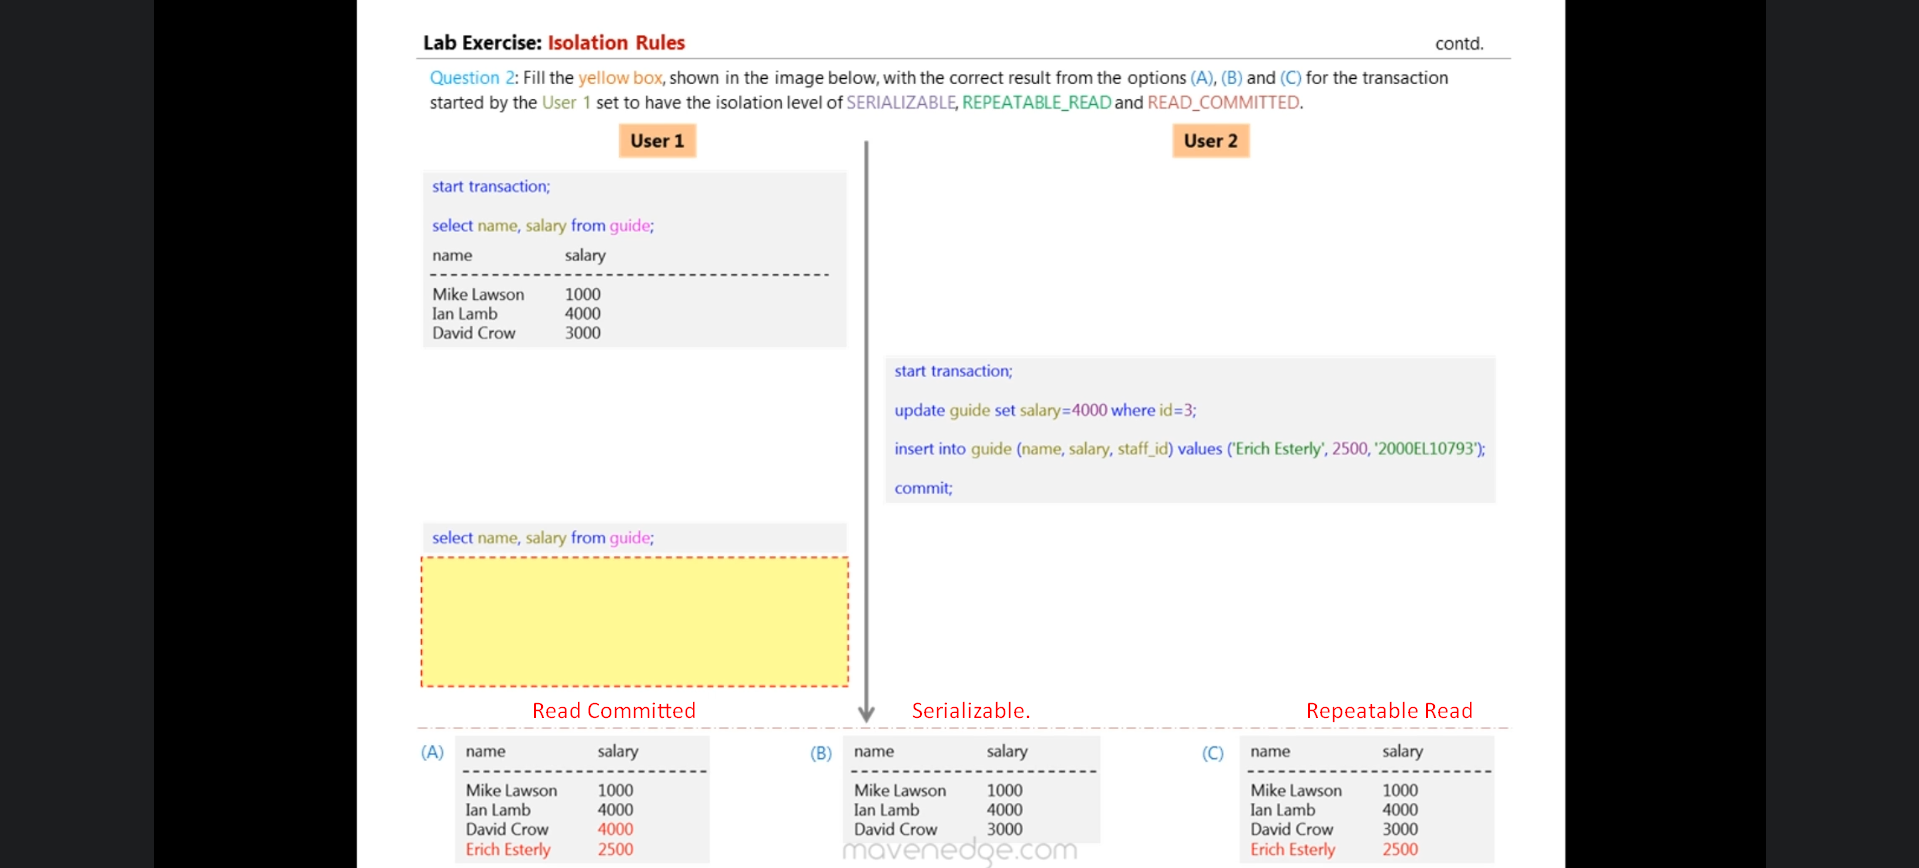 Lab Exercise: Isolation Rules
contd.
Question 2: Fill the yellow box, shown in the image below, with the correct result from the options (A), (B) and (C) for the transaction
started by the User 1 set to have the isolation level of SERIALIZABLE, REPEATABLE_READ and READ_COMMITTED.
User 1
User 2
start transaction;
select name, salary from guide;
name salary
Mike Lawson 1000
Ian Lamb 4000
David Crow 3000
start transaction;
update guide set salary=4000 where id=3;
insert into guide (name, salary, staff_id) values ('Erich Esterly', 2500, '2000EL10793');
commit;
select name, salary from guide;
Read Committed
Serializable.
Repeatable Read
(A) name salary
Mike Lawson 1000
Ian Lamb 4000
David Crow 4000
Erich Esterly 2500
(B) name salary
Mike Lawson 1000
Ian Lamb 4000
David Crow 3000
(C) name salary
Mike Lawson 1000
Ian Lamb 4000
David Crow 3000
Erich Esterly 2500
mavenedge.com